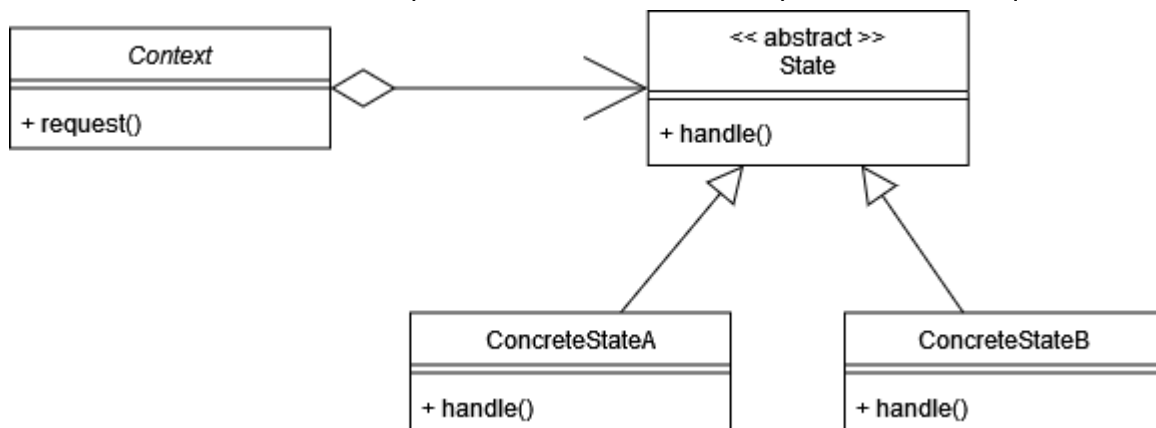 Context
+ request()
<< abstract >>
State
+ handle()
ConcreteStateA
+ handle()
ConcreteStateB
+ handle()